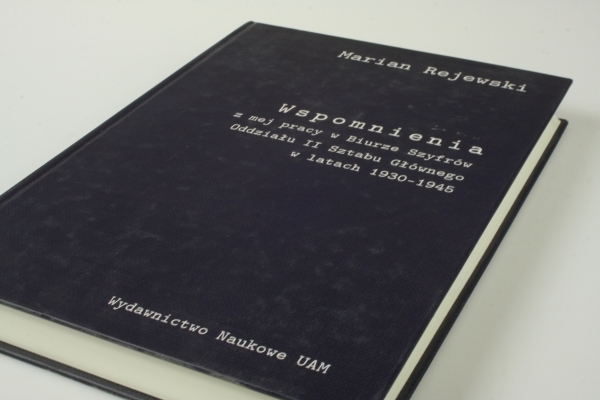 Marian Rejewski
Wspomnienia
z mej pracy w Biurze Szyfrów
Oddziału II Sztabu Głównego
w latach 1930-1945
Wydawnictwo Naukowe UAM